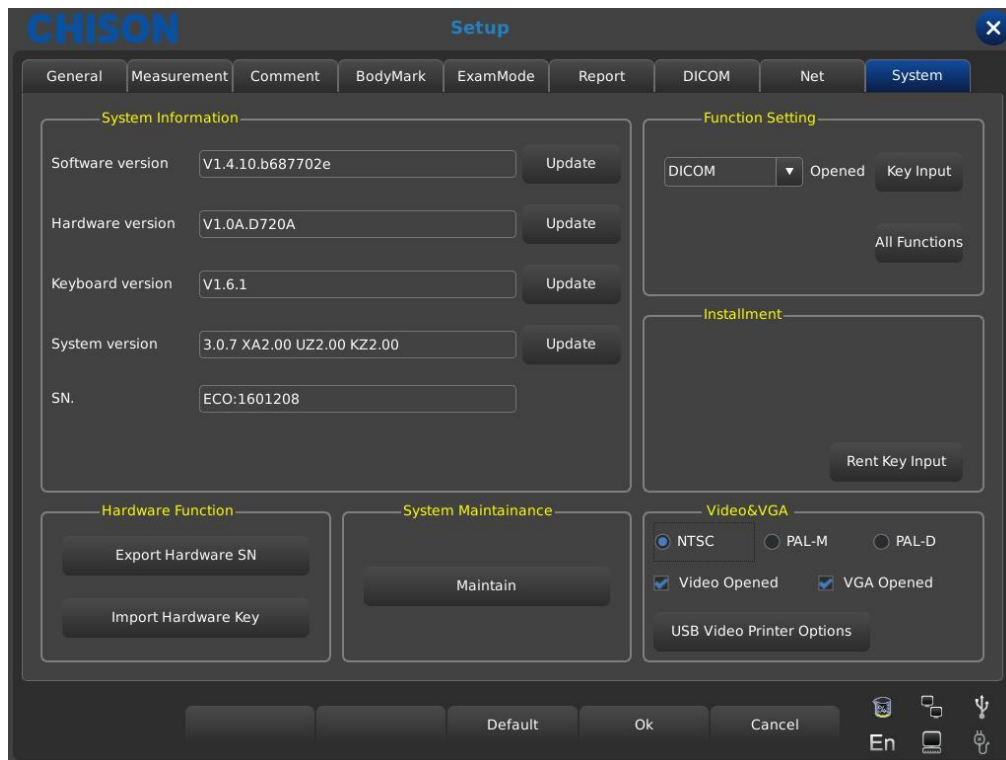 CHISON
Setup
General Measurement Comment BodyMark ExamMode Report DICOM Net System
System Information
Software version V1.4.10.b687702e Update
Hardware version V1.0A.D720A Update
Keyboard version V1.6.1 Update
System version 3.0.7 XA2.00 UZ2.00 KZ2.00 Update
SN. ECO:1601208
Function Setting
DICOM Opened Key Input
All Functions
Installment
Rent Key Input
Hardware Function
Export Hardware SN
Import Hardware Key
System Maintainance
Maintain
Video&VGA
NTSC PAL-M PAL-D
Video Opened VGA Opened
USB Video Printer Options
Default Ok Cancel
En